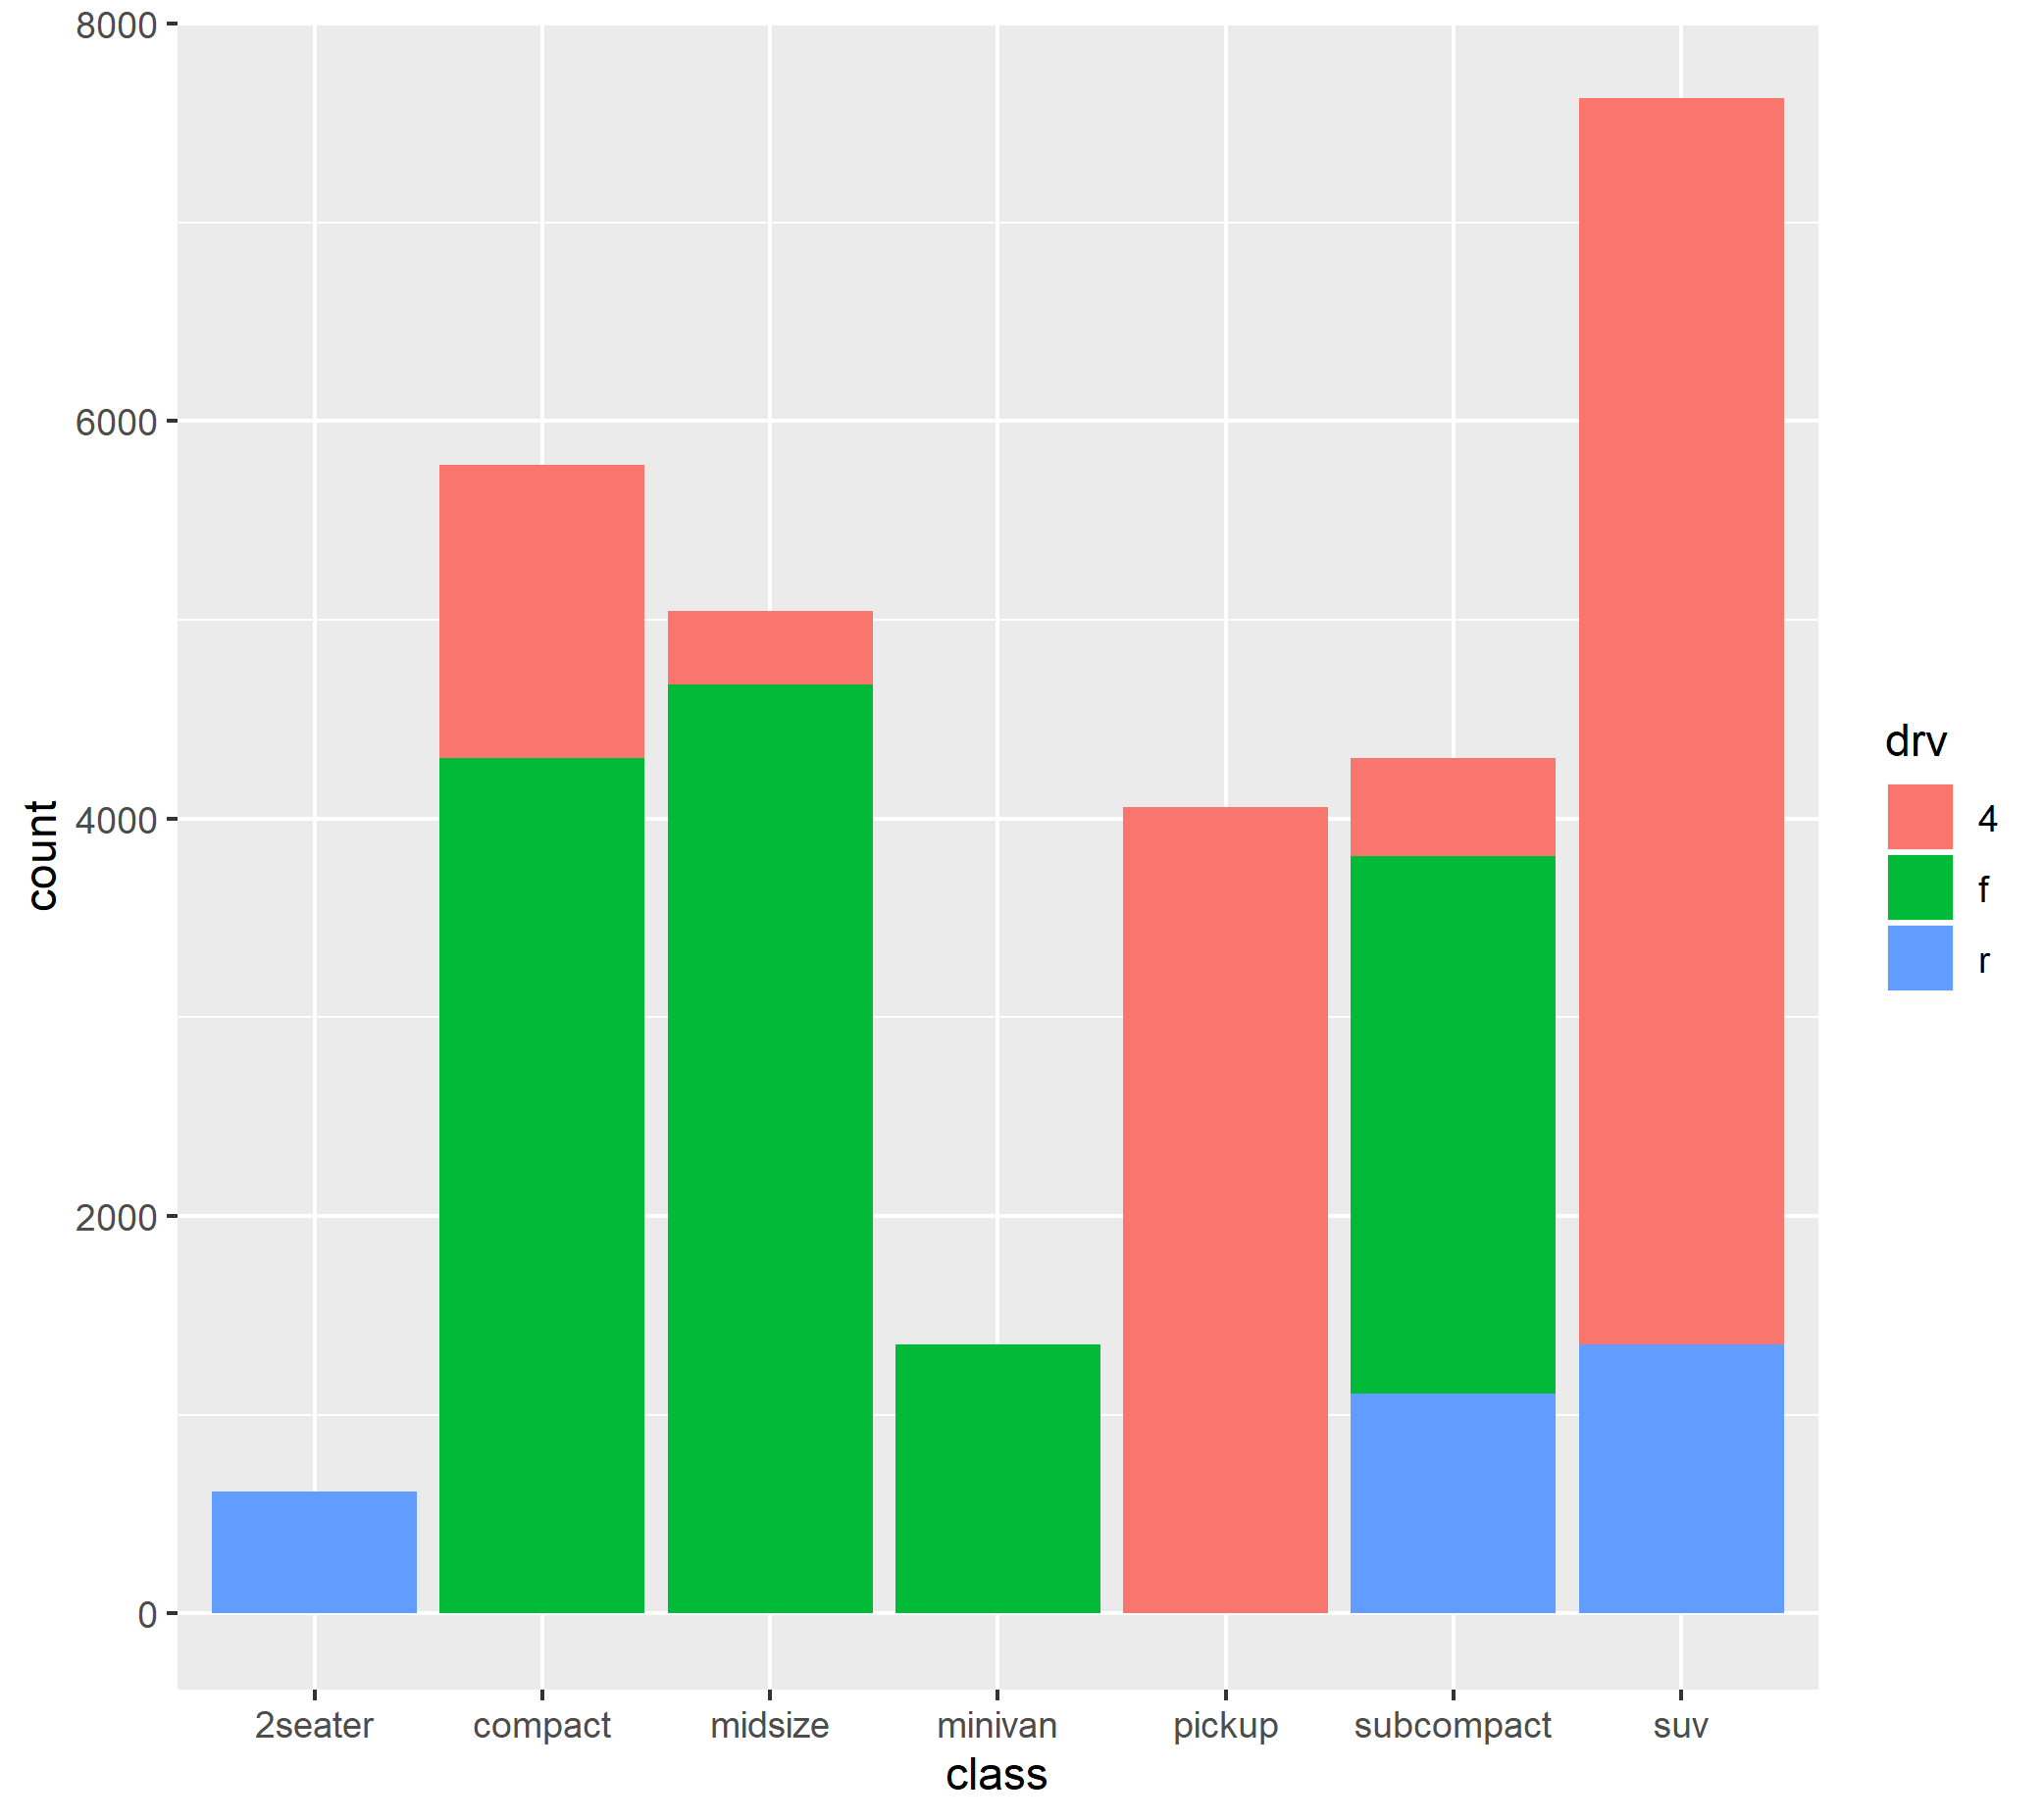 8000
6000
4000
2000
0
count
2seater compact midsize minivan pickup subcompact suv
class
drv
4
f
r